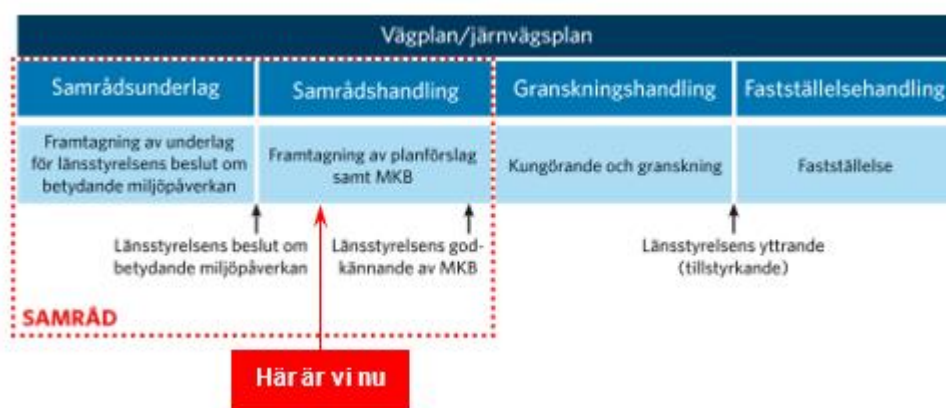 Vägplan/järnvägsplan
Samrådsunderlag
Samrådshandling
Granskningshandling
Fastställelsehandling
Framtagning av underlag
för länsstyrelsens beslut om
betydande miljöpåverkan
Framtagning av planförslag
samt MKB
Kungörande och granskning
Fastställelse
Länsstyrelsens beslut om
betydande miljöpåverkan
Länsstyrelsens god-
kännande av MKB
Länsstyrelsens yttrande
(tillstyrkande)
SAMRÅD
Här är vi nu